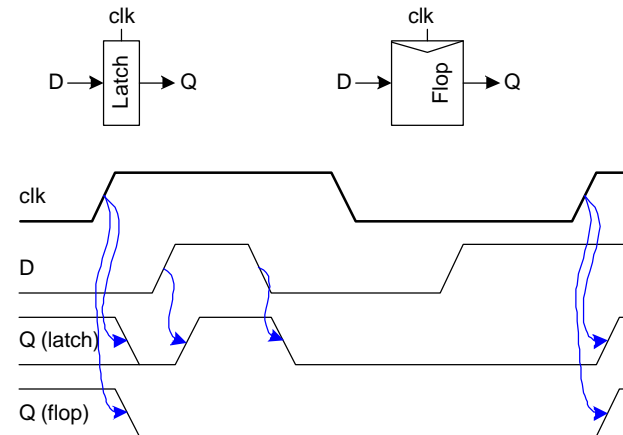 clk
clk
D
Latch
Q
D
Flop
Q
clk
D
Q (latch)
Q (flop)